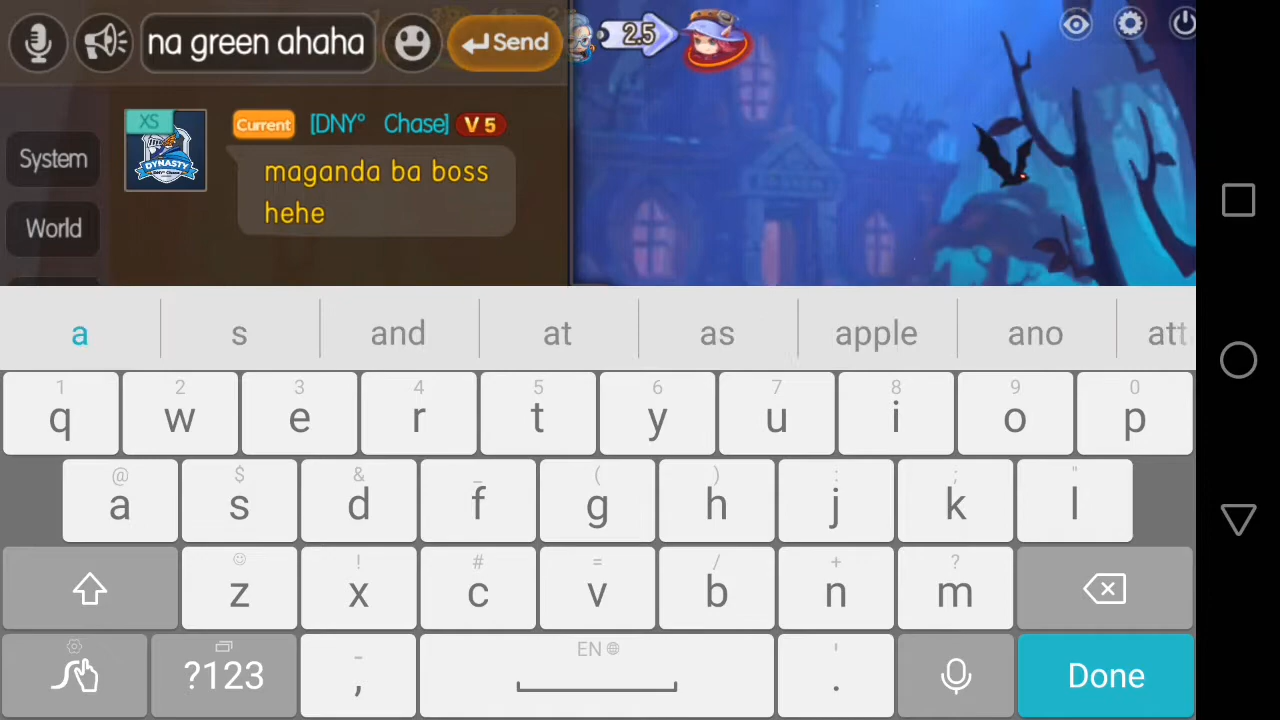 na green ahaha
Send
2.5
System
World
XS
DYNASTY
Current [DNY° Chase] V 5
maganda ba boss
hehe
a s and at as apple ano att
1 2 3 4 5 6 7 8 9 0
q w e r t y u i o p
@ $ & _ ( ) : ; "
a s d f g h j k l
! # = / + ?
z x c v b n m
EN
- '
?123 , . Done